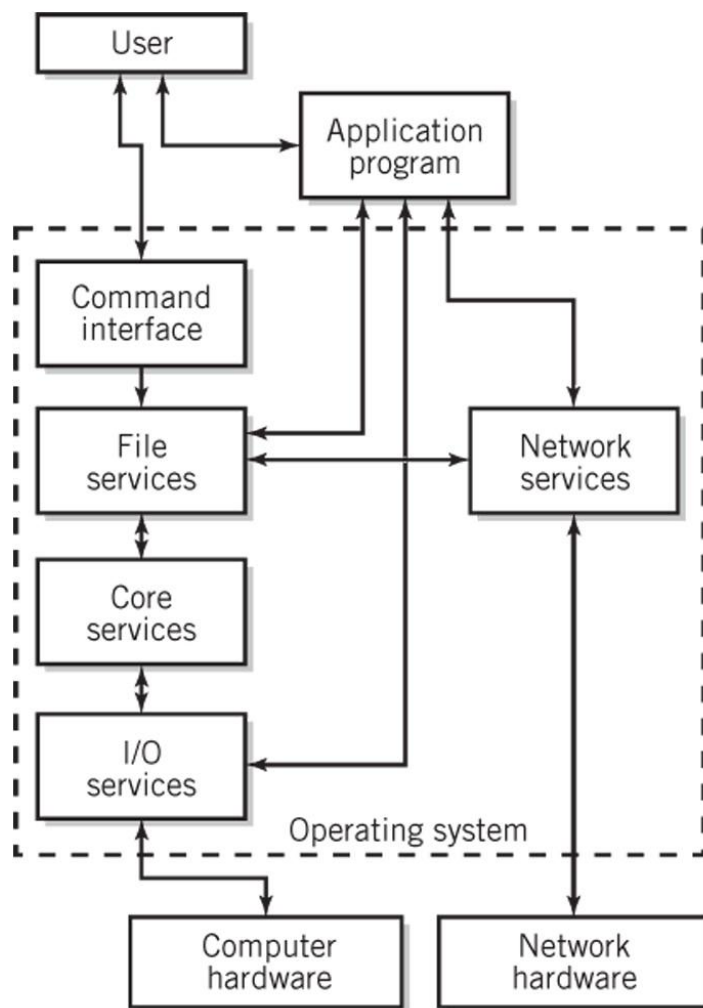 User
Application
program
Command
interface
File
services
Network
services
Core
services
I/O
services
Operating system
Computer
hardware
Network
hardware